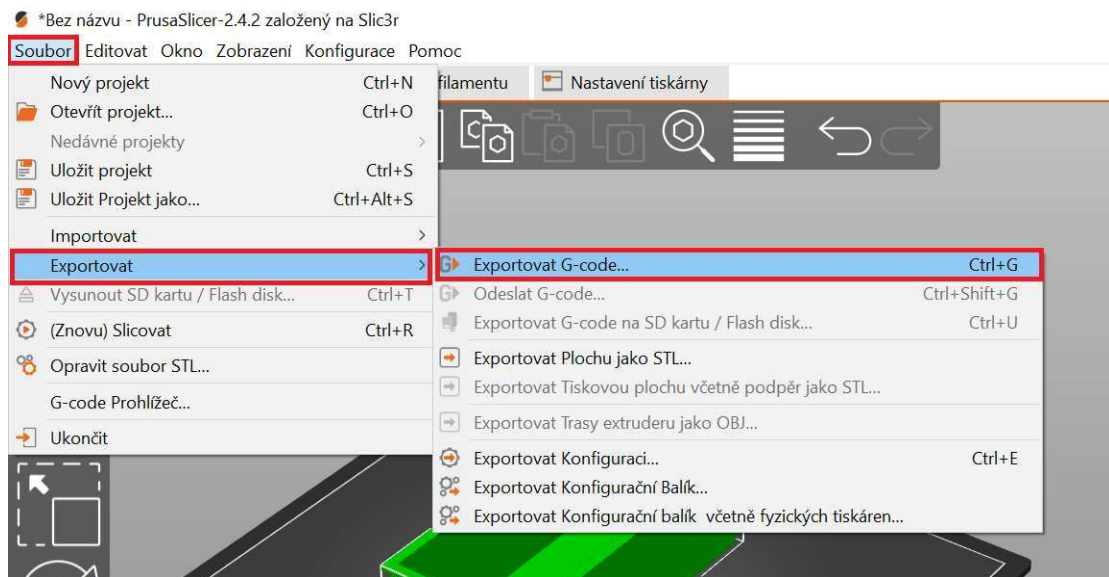 *Bez názvu - PrusaSlicer-2.4.2 založený na Slic3r
Soubor Editovat Okno Zobrazení Konfigurace Pomoc
filamentu Nastavení tiskárny
Nový projekt Ctrl+N
Otevřít projekt... Ctrl+O
Nedávné projekty
Uložit projekt Ctrl+S
Uložit Projekt jako... Ctrl+Alt+S
Importovat
Exportovat
Vysunout SD kartu / Flash disk... Ctrl+T
(Znovu) Slicovat Ctrl+R
Opravit soubor STL...
G-code Prohlížeč...
Ukončit
Exportovat G-code... Ctrl+G
Odeslat G-code... Ctrl+Shift+G
Exportovat G-code na SD kartu / Flash disk... Ctrl+U
Exportovat Plochu jako STL...
Exportovat Tiskovou plochu včetně podpěr jako STL...
Exportovat Trasy extruderu jako OBJ...
Exportovat Konfiguraci... Ctrl+E
Exportovat Konfigurační Balík...
Exportovat Konfigurační balík včetně fyzických tiskáren...